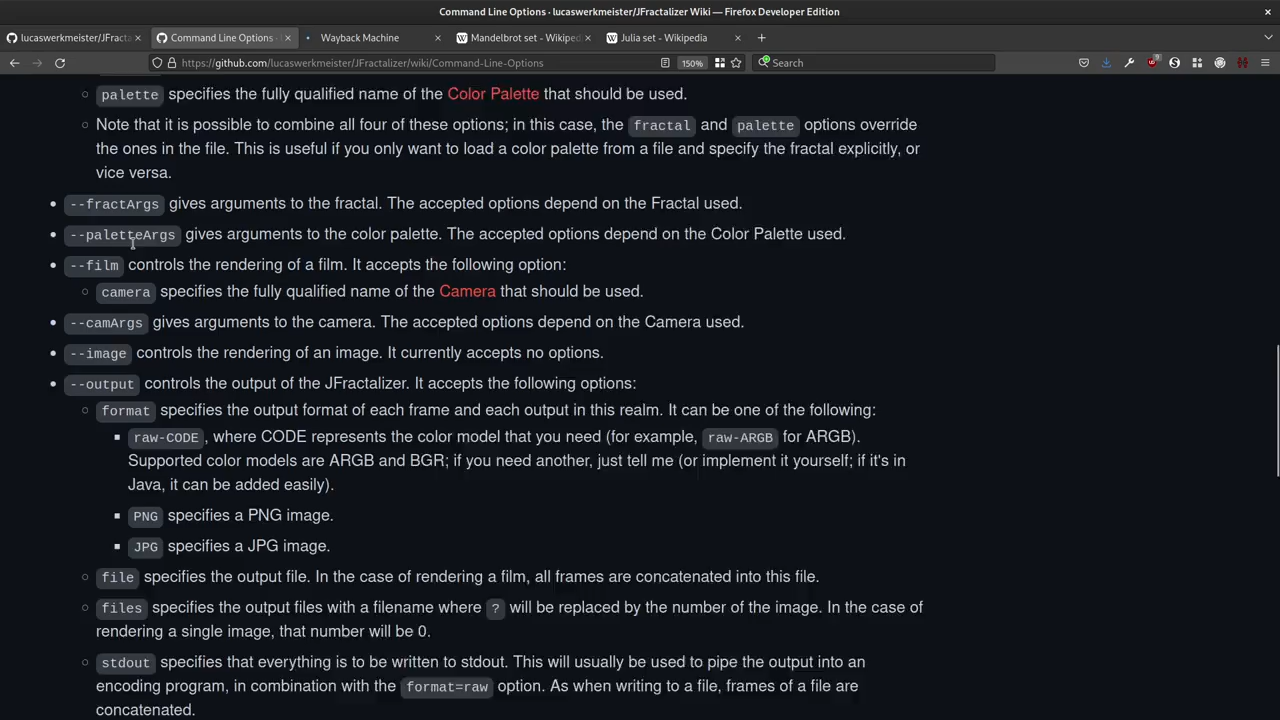 Command Line Options · lucaswerkmeister/JFractalizer Wiki — Firefox Developer Edition
lucaswerkmeister/JFracta
Command Line Options ·
Wayback Machine
Mandelbrot set - Wikiped
Julia set - Wikipedia
https://github.com/lucaswerkmeister/JFractalizer/wiki/Command-Line-Options
150%
Search
palette specifies the fully qualified name of the Color Palette that should be used.
Note that it is possible to combine all four of these options; in this case, the fractal and palette options override
the ones in the file. This is useful if you only want to load a color palette from a file and specify the fractal explicitly, or
vice versa.
--fractArgs gives arguments to the fractal. The accepted options depend on the Fractal used.
--paletteArgs gives arguments to the color palette. The accepted options depend on the Color Palette used.
--film controls the rendering of a film. It accepts the following option:
camera specifies the fully qualified name of the Camera that should be used.
--camArgs gives arguments to the camera. The accepted options depend on the Camera used.
--image controls the rendering of an image. It currently accepts no options.
--output controls the output of the JFractalizer. It accepts the following options:
format specifies the output format of each frame and each output in this realm. It can be one of the following:
raw-CODE, where CODE represents the color model that you need (for example, raw-ARGB for ARGB).
Supported color models are ARGB and BGR; if you need another, just tell me (or implement it yourself; if it's in
Java, it can be added easily).
PNG specifies a PNG image.
JPG specifies a JPG image.
file specifies the output file. In the case of rendering a film, all frames are concatenated into this file.
files specifies the output files with a filename where ? will be replaced by the number of the image. In the case of
rendering a single image, that number will be 0.
stdout specifies that everything is to be written to stdout. This will usually be used to pipe the output into an
encoding program, in combination with the format=raw option. As when writing to a file, frames of a file are
concatenated.